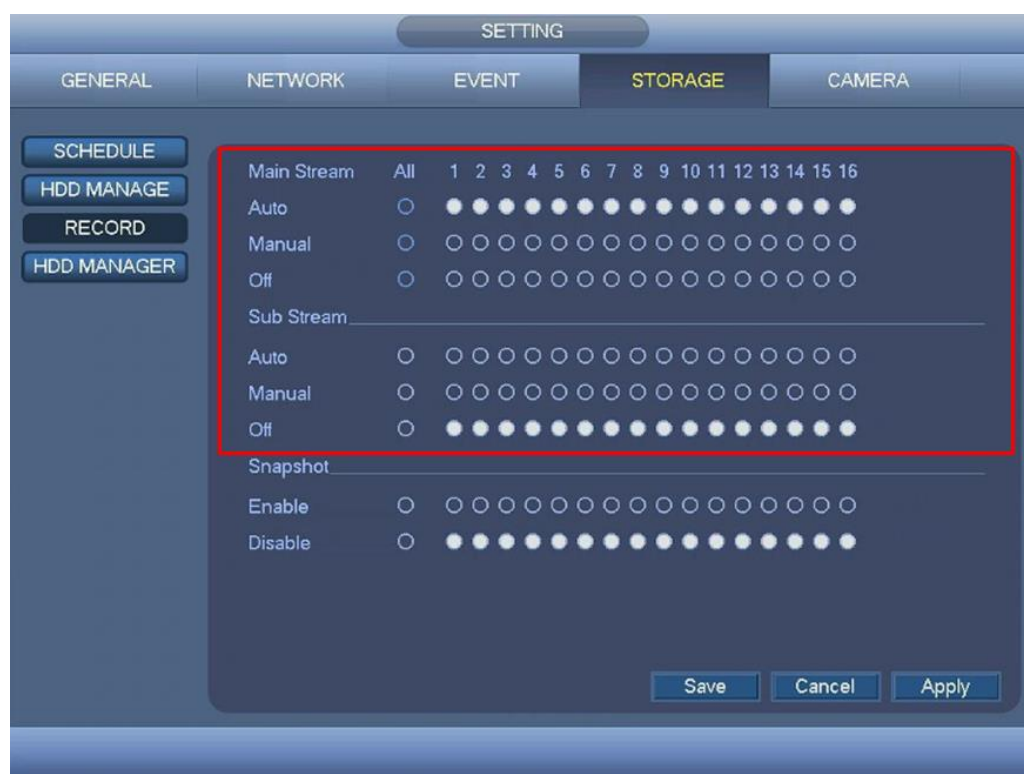 SETTING
GENERAL NETWORK EVENT STORAGE CAMERA
SCHEDULE
HDD MANAGE
RECORD
HDD MANAGER
Main Stream All 1 2 3 4 5 6 7 8 9 10 11 12 13 14 15 16
Auto
Manual
Off
Sub Stream
Auto
Manual
Off
Snapshot
Enable
Disable
Save Cancel Apply